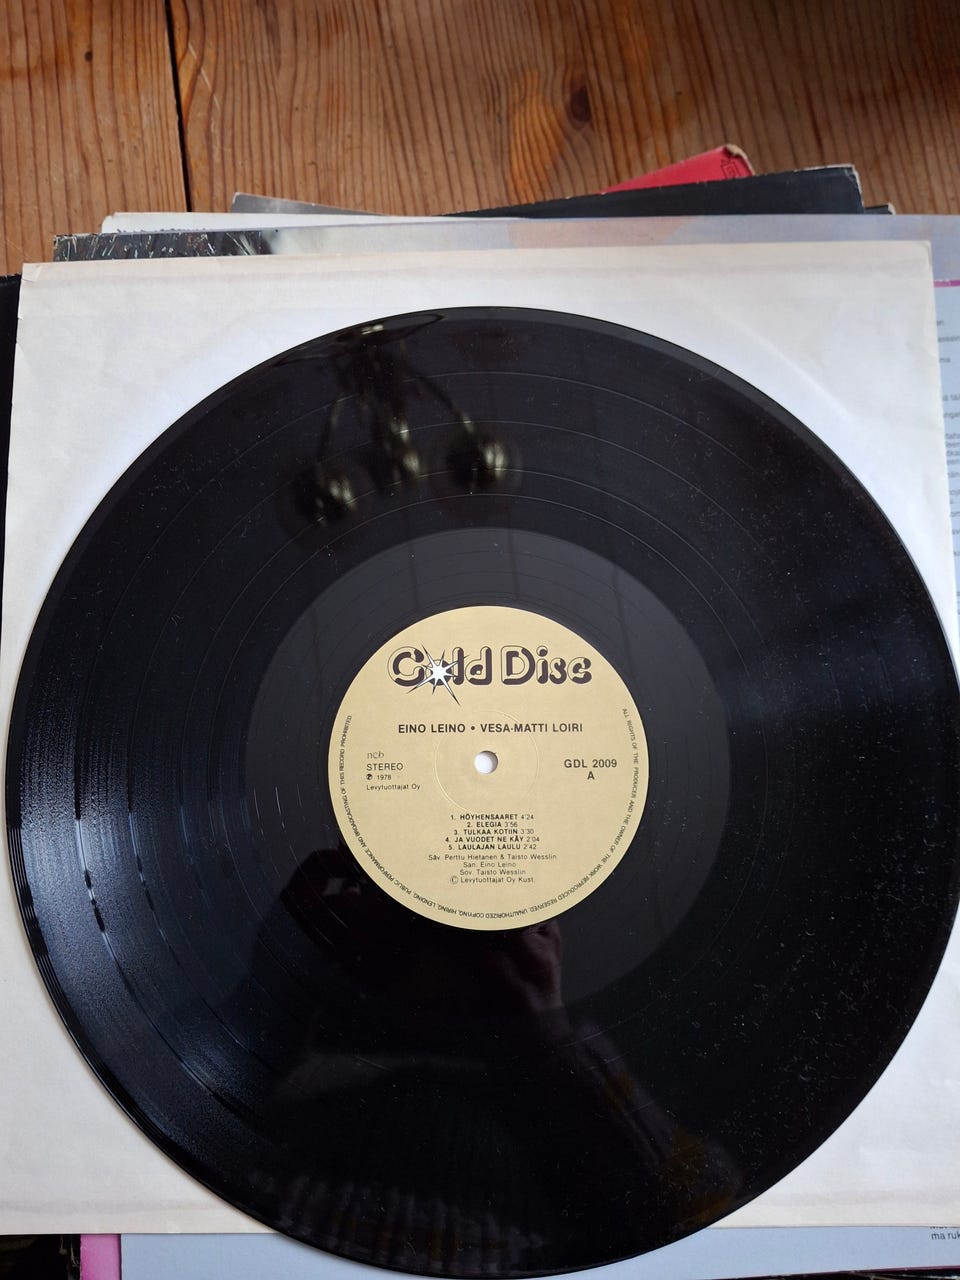 Gold Disc
EINO LEINO • VESA-MATTI LOIRI
ncb
STEREO
℗ 1978
Levytuottajat Oy
GDL 2009
A
1. HÖYHENSAARET 4'24
2. ELEGIA 3'56
3. TULKAA KOTIIN 3'30
4. JA VUODET NE KÄY 2'04
5. LAULAJAN LAULU 2'42
Säv. Perttu Hietanen & Taisto Wesslin
San. Eino Leino
Sov. Taisto Wesslin
© Levytuottajat Oy Kust.
ALL RIGHTS OF THE PRODUCER AND THE OWNER OF THE WORK REPRODUCED RESERVED. UNAUTHORIZED COPYING, HIRING, LENDING, PUBLIC PERFORMANCE AND BROADCASTING OF THIS RECORD PROHIBITED.
ma ruk